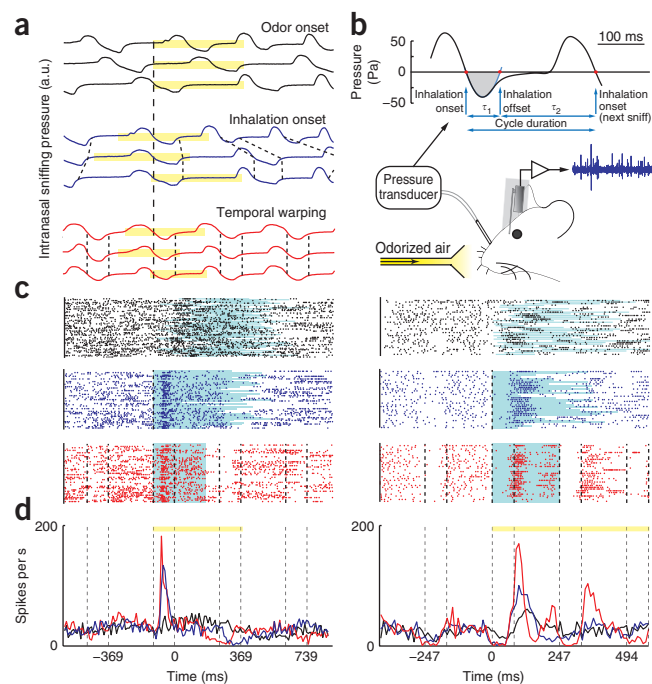 a
Odor onset
Inhalation onset
Temporal warping
Intranasal sniffing pressure (a.u.)
b
100 ms
50
0
−50
Pressure
(Pa)
Inhalation
onset
τ1
Inhalation
offset
τ2
Inhalation
onset
(next sniff)
Cycle duration
Pressure
transducer
Odorized air
c
d
200
0
Spikes per s
−369
0
369
739
Time (ms)
200
0
−247
0
247
494
Time (ms)